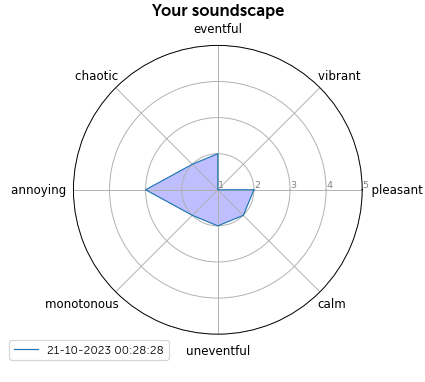 Your soundscape
eventful
chaotic
vibrant
annoying
1 2 3 4 5
pleasant
monotonous
calm
21-10-2023 00:28:28
uneventful